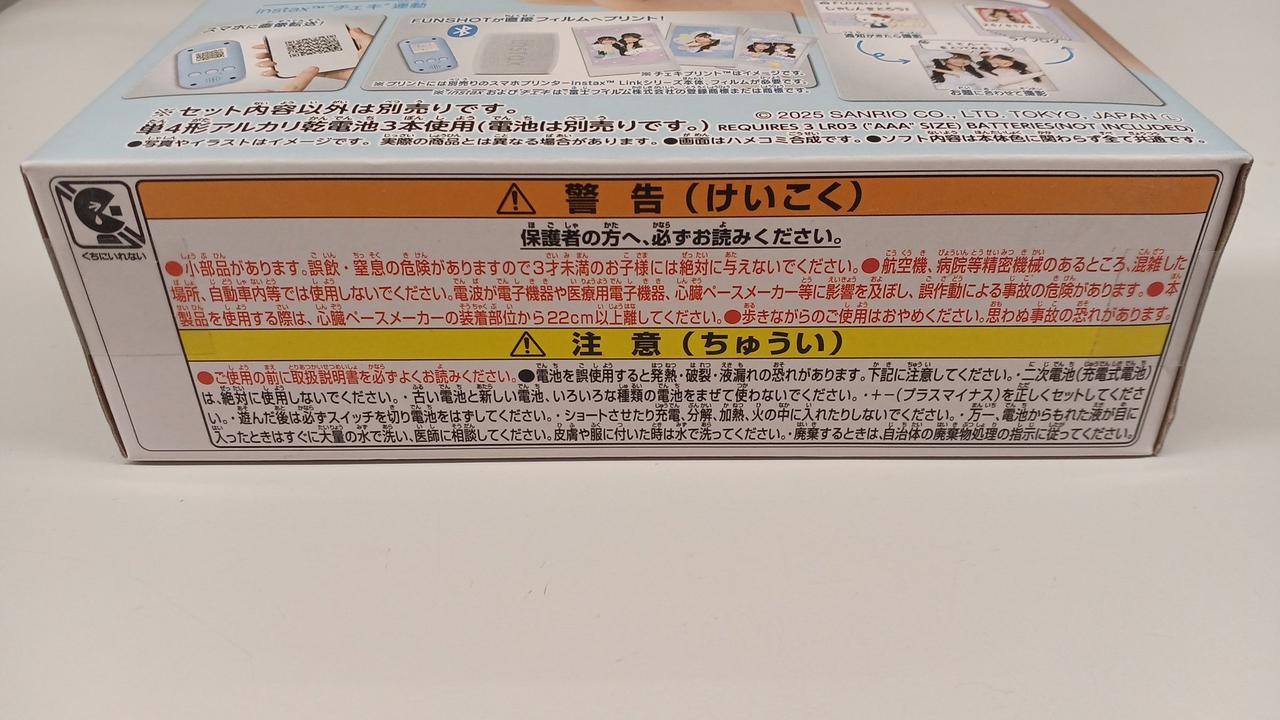 instax™"チェキ"連動
スマホに画像転送!
FUNSHOTが直接フィルムへプリント!
※チェキプリント™はイメージです。
※プリントには別売りのスマホプリンターinstax™ Linkシリーズ本体、フィルムが必要です。
※instax およびチェキは、富士フイルム株式会社の登録商標または商標です。
FUNSHOT
しゃしんをとろう!
通知がきたら撮影
お題に合わせて撮影
※セット内容以外は別売りです。
単4形アルカリ乾電池3本使用(電池は別売りです。) REQUIRES 3 LR03 ("AAA" SIZE) BATTERIES(NOT INCLUDED)
© 2025 SANRIO CO., LTD. TOKYO, JAPAN Ⓛ
●写真やイラストはイメージです。実際の商品とは異なる場合があります。●画面はハメコミ合成です。●ソフト内容は本体色に関わらず全て共通です。
くちにいれない
警告(けいこく)
保護者の方へ、必ずお読みください。
●小部品があります。誤飲・窒息の危険がありますので3才未満のお子様には絶対に与えないでください。●航空機、病院等精密機械のあるところ、混雑した
場所、自動車内等では使用しないでください。電波が電子機器や医療用電子機器、心臓ペースメーカー等に影響を及ぼし、誤作動による事故の危険があります。●本
製品を使用する際は、心臓ペースメーカーの装着部位から22cm以上離してください。●歩きながらのご使用はおやめください。思わぬ事故の恐れがあります。
注意(ちゅうい)
●ご使用の前に取扱説明書を必ずよくお読みください。●電池を誤使用すると発熱・破裂・液漏れの恐れがあります。下記に注意してください。・二次電池(充電式電池)
は、絶対に使用しないでください。・古い電池と新しい電池、いろいろな種類の電池をまぜて使わないでください。・+−(プラスマイナス)を正しくセットしてくださ
い。・遊んだ後は必ずスイッチを切り電池をはずしてください。・ショートさせたり充電、分解、加熱、火の中に入れたりしないでください。・万一、電池からもれた液が目に
入ったときはすぐに大量の水で洗い、医師に相談してください。皮膚や服に付いた時は水で洗ってください。・廃棄するときは、自治体の廃棄物処理の指示に従ってください。